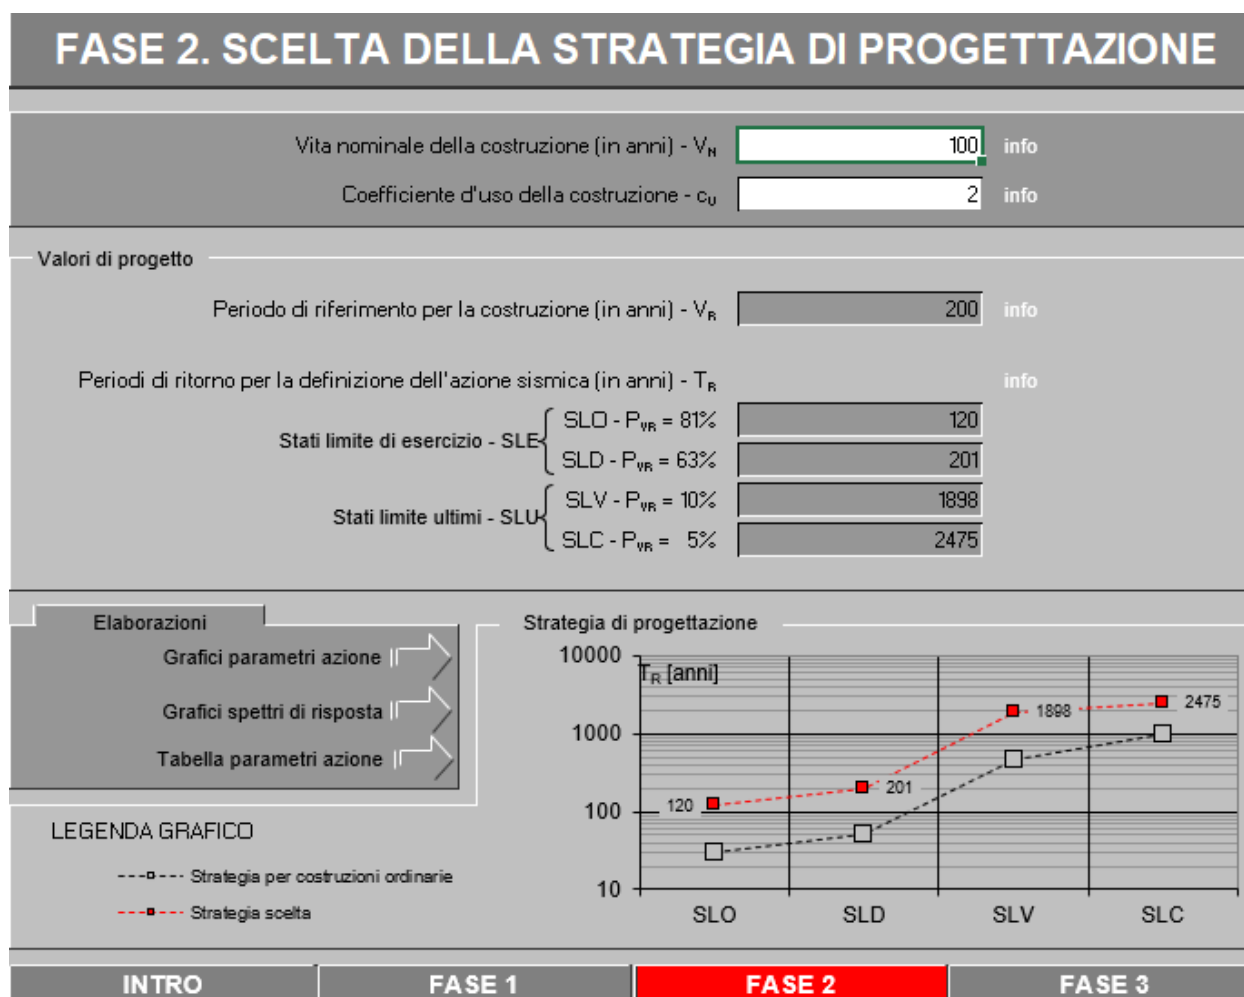 FASE 2. SCELTA DELLA STRATEGIA DI PROGETTAZIONE
Vita nominale della costruzione (in anni) - VN 100 info
Coefficiente d'uso della costruzione - cU 2 info
Valori di progetto
Periodo di riferimento per la costruzione (in anni) - VR 200 info
Periodi di ritorno per la definizione dell'azione sismica (in anni) - TR info
Stati limite di esercizio - SLE
SLO - PVR = 81% 120
SLD - PVR = 63% 201
Stati limite ultimi - SLU
SLV - PVR = 10% 1898
SLC - PVR = 5% 2475
Elaborazioni
Grafici parametri azione
Grafici spettri di risposta
Tabella parametri azione
Strategia di progettazione
TR [anni]
10000
1000
100
10
120
201
1898
2475
SLO SLD SLV SLC
LEGENDA GRAFICO
Strategia per costruzioni ordinarie
Strategia scelta
INTRO FASE 1 FASE 2 FASE 3